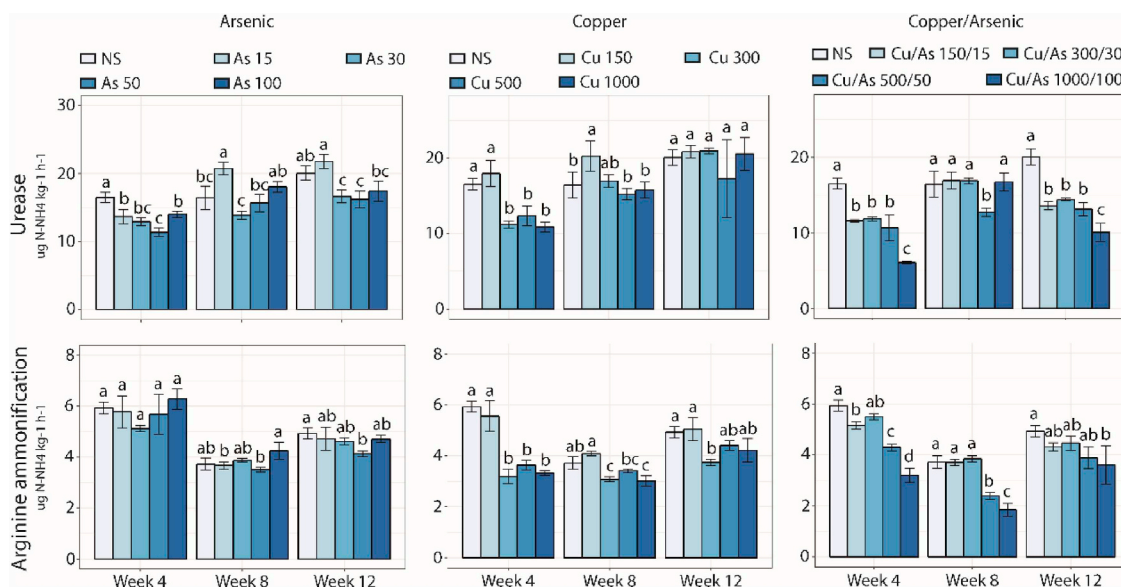 Arsenic Copper Copper/Arsenic
NS As 15 As 30
As 50 As 100
NS Cu 150 Cu 300
Cu 500 Cu 1000
NS Cu/As 150/15 Cu/As 300/30
Cu/As 500/50 Cu/As 1000/100
Urease
ug N-NH4 kg-1 h-1
30
20
10
0
a b bc c b
bc a c bc ab
ab a c c bc
20
10
0
a a b b b
b a ab b b
a a a a a
20
10
0
a b b b c
a a a b a
a b b b c
Arginine ammonification
ug N-NH4 kg-1 h-1
8
6
4
2
0
a a a a a
ab b ab b a
a ab ab b ab
Week 4 Week 8 Week 12
8
6
4
2
0
a a b b b
ab a c bc c
a a b ab ab
Week 4 Week 8 Week 12
8
6
4
2
0
a b ab c d
a a a b c
a ab ab ab b
Week 4 Week 8 Week 12